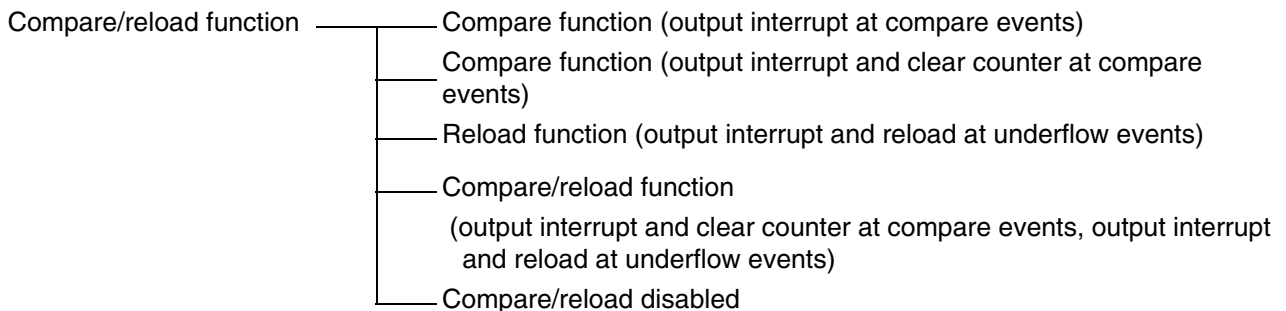 Compare/reload function
Compare function (output interrupt at compare events)
Compare function (output interrupt and clear counter at compare
events)
Reload function (output interrupt and reload at underflow events)
Compare/reload function
(output interrupt and clear counter at compare events, output interrupt
and reload at underflow events)
Compare/reload disabled